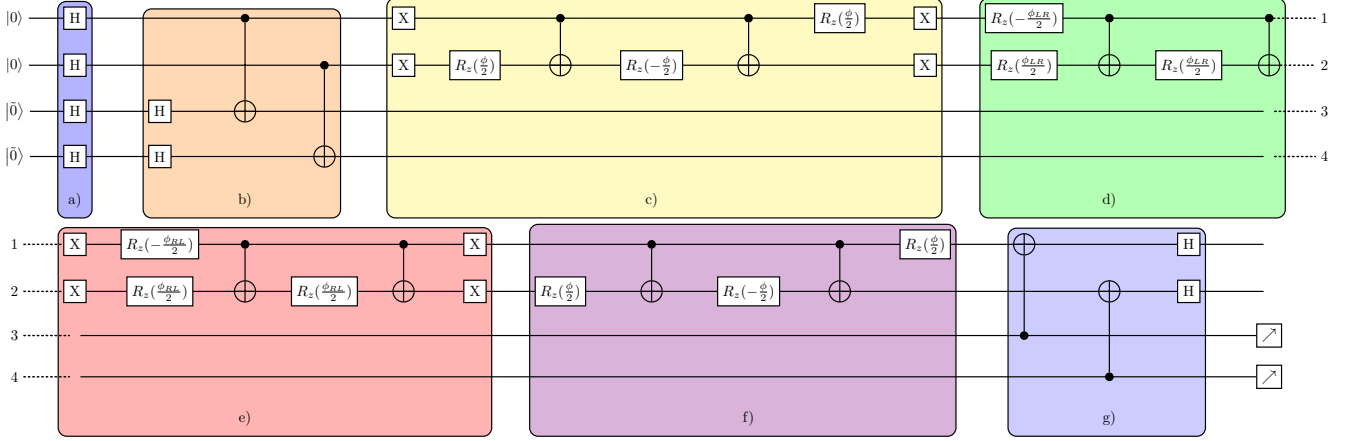 |0⟩ H X R_z(φ/2) X R_z(-φ_LR/2) 1
|0⟩ H X R_z(φ/2) R_z(-φ/2) X R_z(φ_LR/2) R_z(φ_LR/2) 2
|0̃⟩ H H 3
|0̃⟩ H H 4
a) b) c) d)
1 X R_z(-φ_RL/2) X R_z(φ/2) H
2 X R_z(φ_RL/2) R_z(φ_RL/2) X R_z(φ/2) R_z(-φ/2) H
3
4
e) f) g)